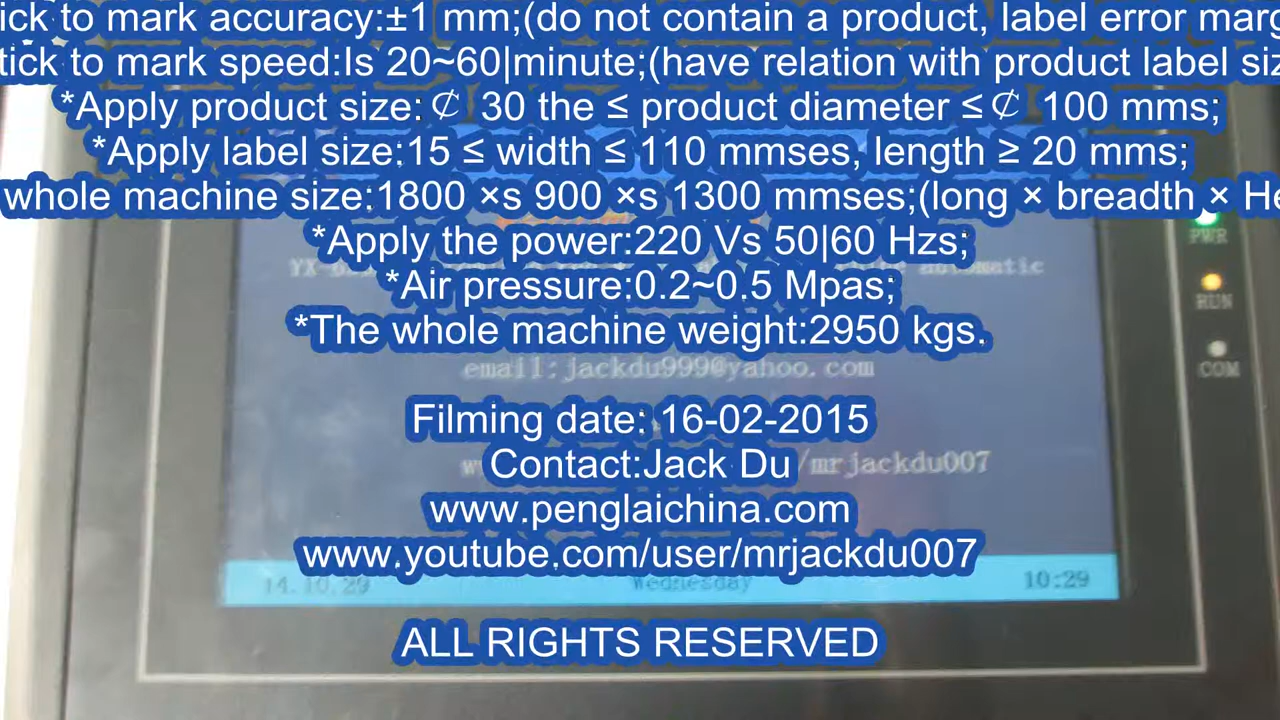 ick to mark accuracy:±1 mm;(do not contain a product, label error marg
tick to mark speed:Is 20~60|minute;(have relation with product label siz
*Apply product size:₵ 30 the ≤ product diameter ≤₵ 100 mms;
*Apply label size:15 ≤ width ≤ 110 mmses, length ≥ 20 mms;
whole machine size:1800 ×s 900 ×s 1300 mmses;(long × breadth × He
PWR
*Apply the power:220 Vs 50|60 Hzs;
automatic
*Air pressure:0.2~0.5 Mpas;
RUN
*The whole machine weight:2950 kgs.
email:jackdu999@yahoo.com
COM
Filming date: 16-02-2015
Contact:Jack Du
/mrjackdu007
www.penglaichina.com
www.youtube.com/user/mrjackdu007
14.10.29 Wednesday 10:29
ALL RIGHTS RESERVED